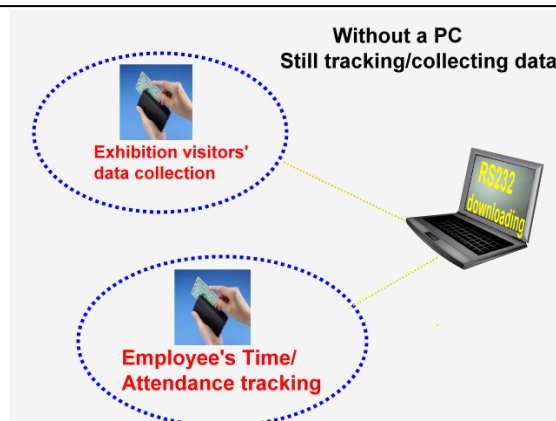 Without a PC
Still tracking/collecting data
Exhibition visitors'
data collection
RS232
downloading
Employee's Time/
Attendance tracking